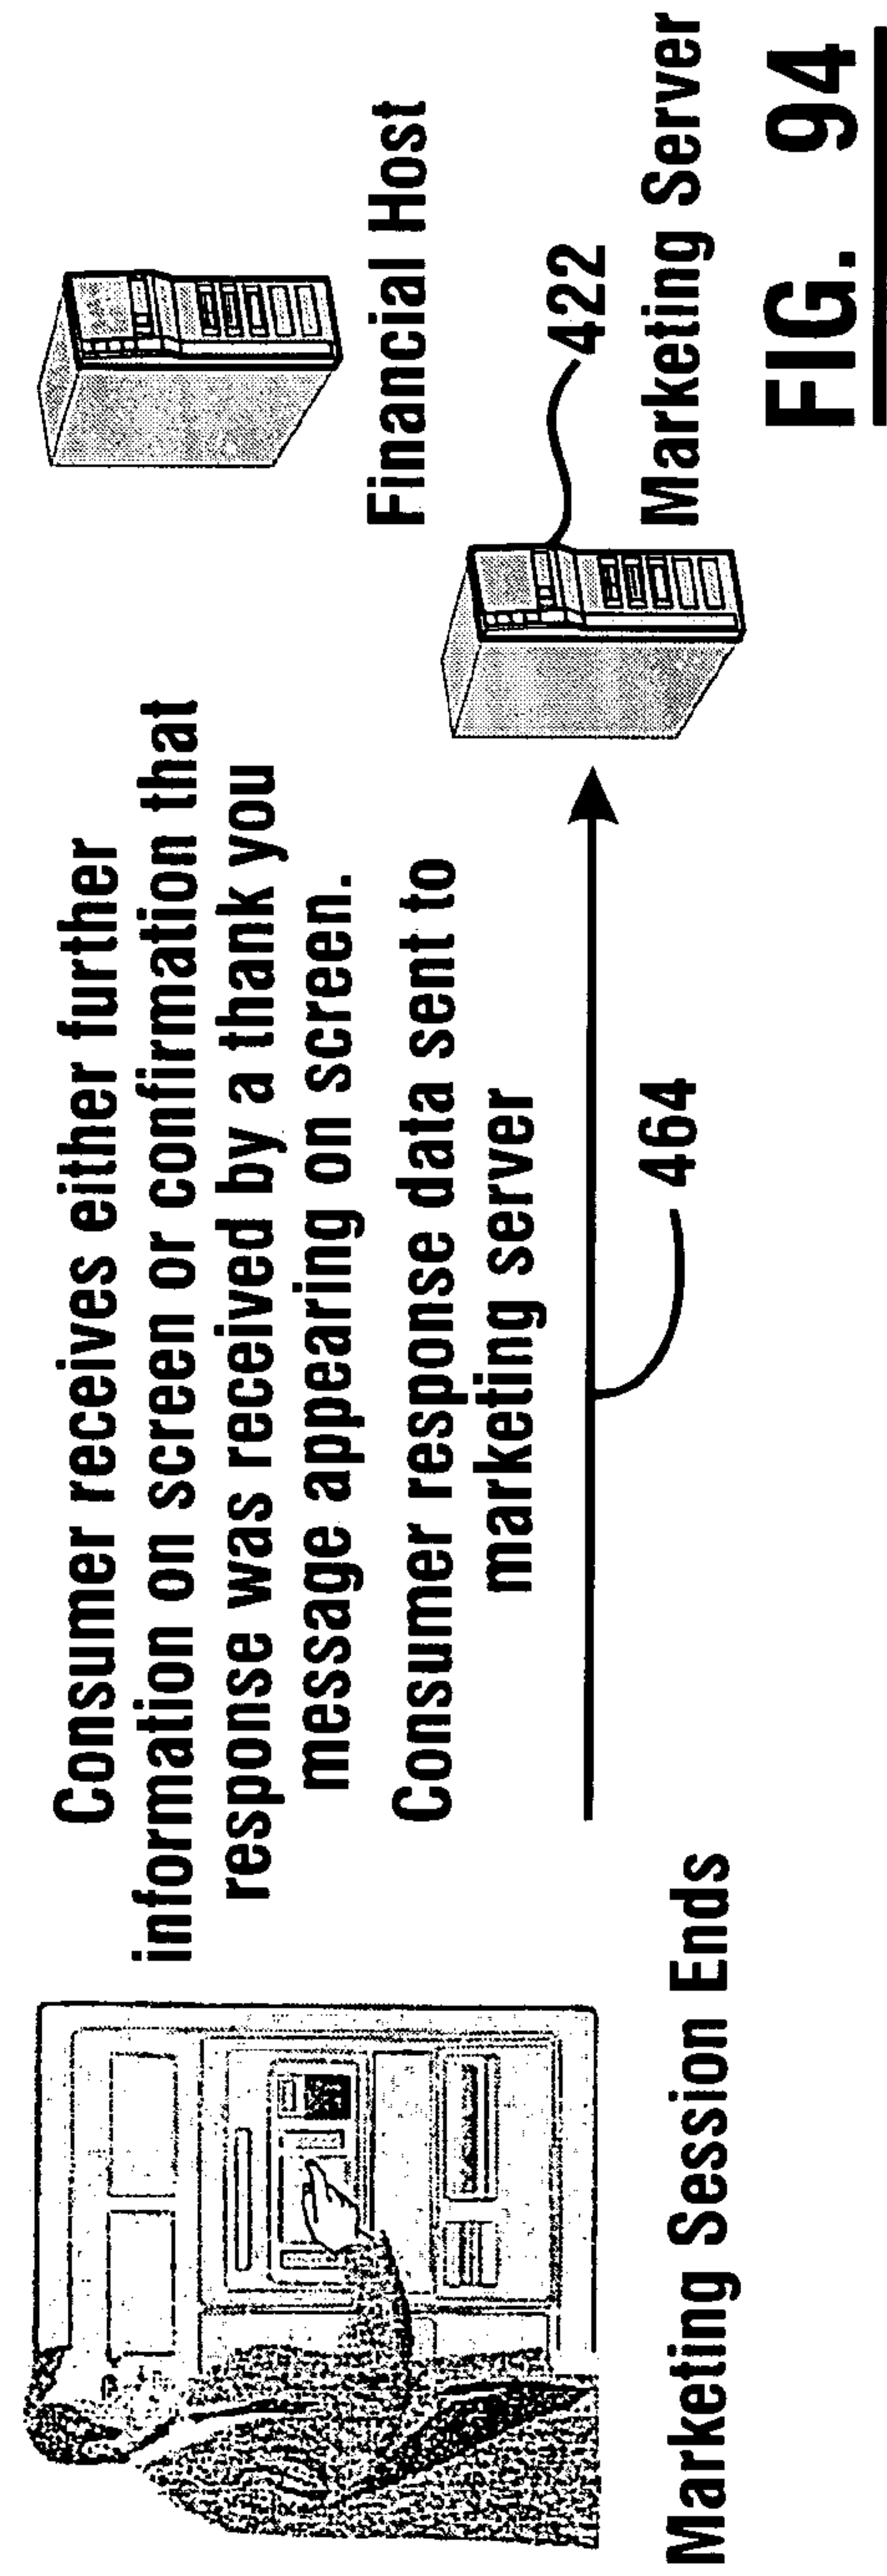 Consumer receives either further
information on screen or confirmation that
response was received by a thank you
message appearing on screen.
Consumer response data sent to
marketing server
464
Financial Host
422
Marketing Server
Marketing Session Ends
FIG. 94